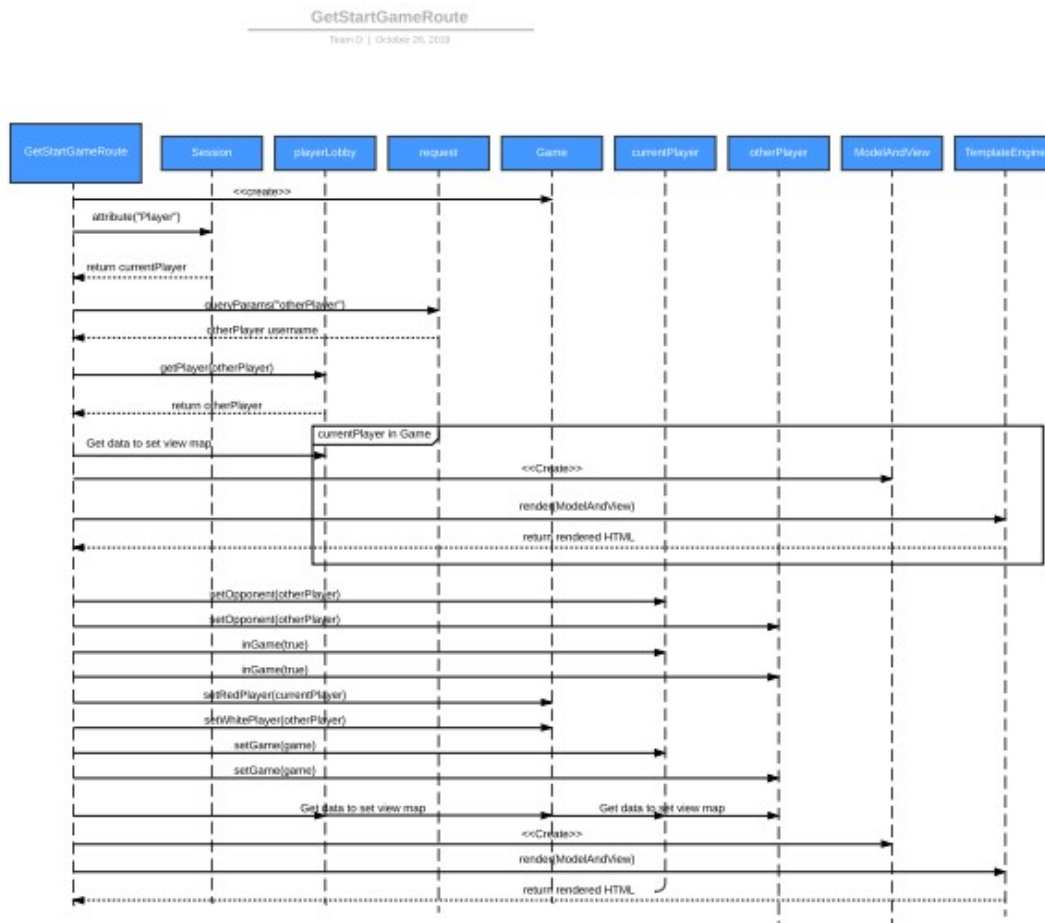 GetStartGameRoute
Team D | October 26, 2019
GetStartGameRoute Session playerLobby request Game currentPlayer otherPlayer ModelAndView TemplateEngine
<<create>>
attribute("Player")
return currentPlayer
queryParams("otherPlayer")
otherPlayer username
getPlayer(otherPlayer)
return otherPlayer
currentPlayer in Game
Get data to set view map
<<Create>>
render(ModelAndView)
return rendered HTML
setOpponent(otherPlayer)
setOpponent(otherPlayer)
inGame(true)
inGame(true)
setRedPlayer(currentPlayer)
setWhitePlayer(otherPlayer)
setGame(game)
setGame(game)
Get data to set view map Get data to set view map
<<Create>>
render(ModelAndView)
return rendered HTML